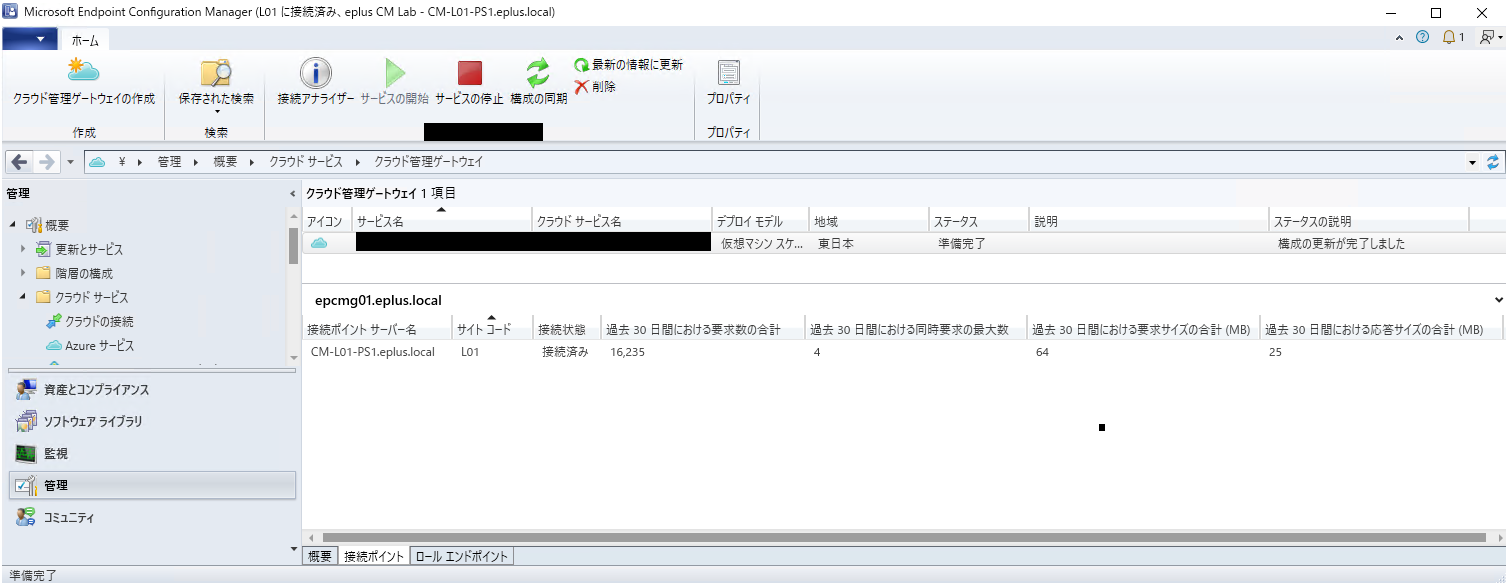 Microsoft Endpoint Configuration Manager (L01 に接続済み、eplus CM Lab - CM-L01-PS1.eplus.local)
ホーム
1
クラウド管理ゲートウェイの作成
保存された検索
接続アナライザー
サービスの開始
サービスの停止
構成の同期
最新の情報に更新
削除
プロパティ
作成
検索
プロパティ
¥ 管理 概要 クラウド サービス クラウド管理ゲートウェイ
管理
概要
更新とサービス
階層の構成
クラウド サービス
クラウドの接続
Azure サービス
資産とコンプライアンス
ソフトウェア ライブラリ
監視
管理
コミュニティ
クラウド管理ゲートウェイ 1 項目
アイコン サービス名 クラウド サービス名 デプロイ モデル 地域 ステータス 説明 ステータスの説明
仮想マシン スケ... 東日本 準備完了 構成の更新が完了しました
epcmg01.eplus.local
接続ポイント サーバー名 サイト コード 接続状態 過去 30 日間における要求数の合計 過去 30 日間における同時要求の最大数 過去 30 日間における要求サイズの合計 (MB) 過去 30 日間における応答サイズの合計 (MB)
CM-L01-PS1.eplus.local L01 接続済み 16,235 4 64 25
概要 接続ポイント ロール エンドポイント
準備完了